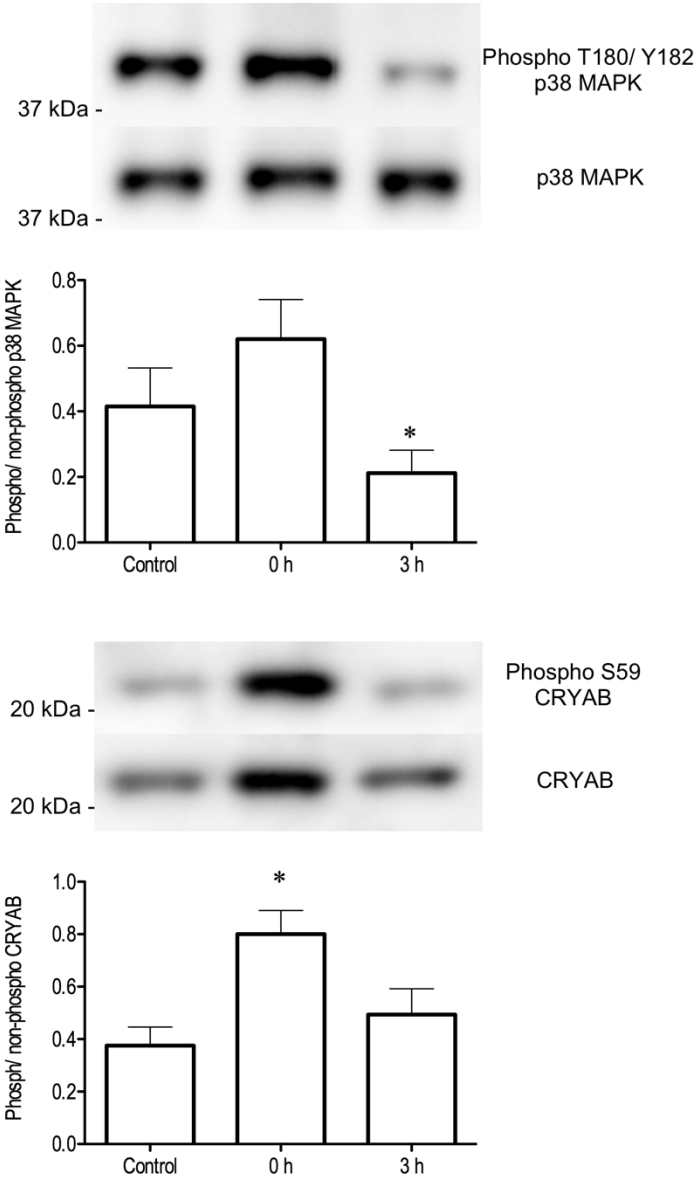 Phospho T180/ Y182
p38 MAPK
37 kDa -
p38 MAPK
37 kDa -
Phospho/ non-phospho p38 MAPK
0.8
0.6
0.4
*
0.2
0.0
Control 0 h 3 h
Phospho S59
CRYAB
20 kDa -
CRYAB
20 kDa -
Phosph/ non-phospho CRYAB
1.0
*
0.8
0.6
0.4
0.2
0.0
Control 0 h 3 h